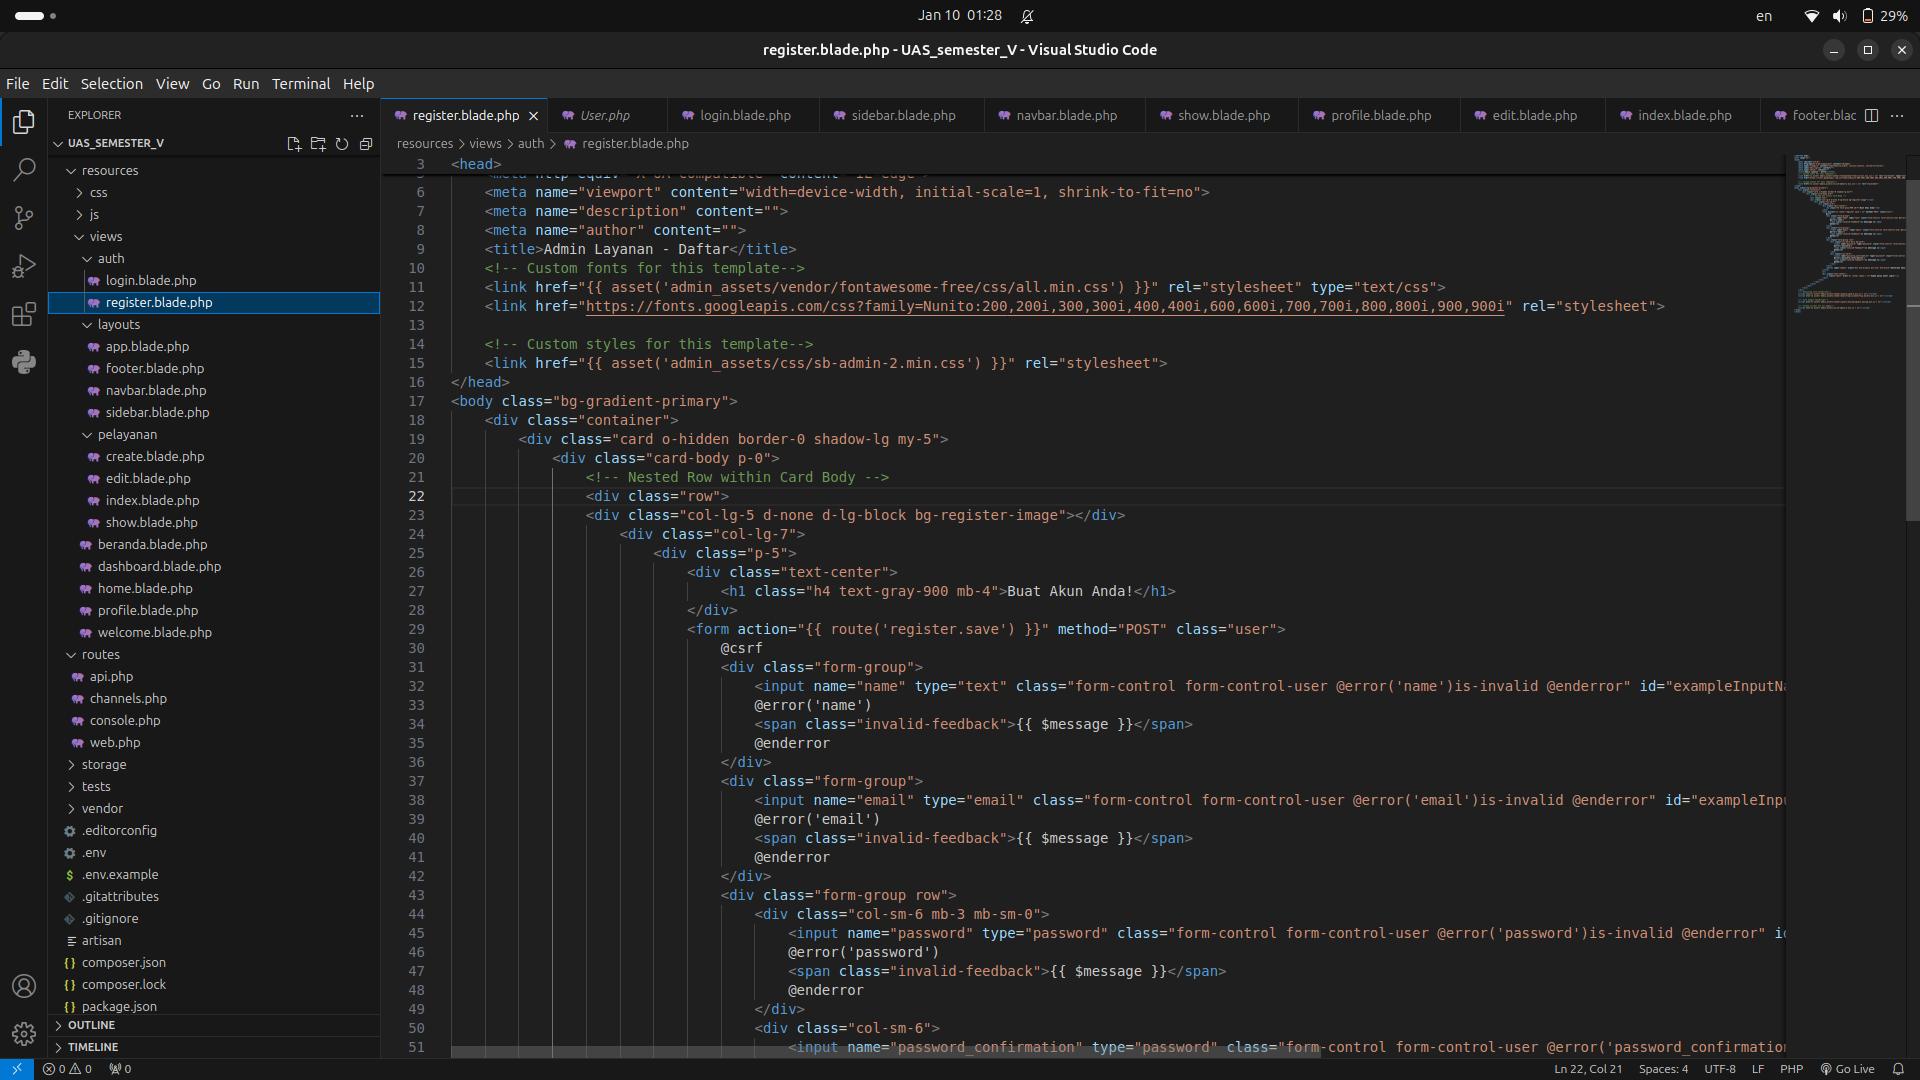 Jan 10 01:28
en
29%
register.blade.php - UAS_semester_V - Visual Studio Code
File Edit Selection View Go Run Terminal Help
EXPLORER
UAS_SEMESTER_V
resources
css
js
views
auth
login.blade.php
register.blade.php
layouts
app.blade.php
footer.blade.php
navbar.blade.php
sidebar.blade.php
pelayanan
create.blade.php
edit.blade.php
index.blade.php
show.blade.php
beranda.blade.php
dashboard.blade.php
home.blade.php
profile.blade.php
welcome.blade.php
routes
api.php
channels.php
console.php
web.php
storage
tests
vendor
.editorconfig
.env
.env.example
.gitattributes
.gitignore
artisan
composer.json
composer.lock
package.json
OUTLINE
TIMELINE
register.blade.php User.php login.blade.php sidebar.blade.php navbar.blade.php show.blade.php profile.blade.php edit.blade.php index.blade.php footer.blac
resources > views > auth > register.blade.php
3 <head>
6 <meta name="viewport" content="width=device-width, initial-scale=1, shrink-to-fit=no">
7 <meta name="description" content="">
8 <meta name="author" content="">
9 <title>Admin Layanan - Daftar</title>
10 <!-- Custom fonts for this template-->
11 <link href="{{ asset('admin_assets/vendor/fontawesome-free/css/all.min.css') }}" rel="stylesheet" type="text/css">
12 <link href="https://fonts.googleapis.com/css?family=Nunito:200,200i,300,300i,400,400i,600,600i,700,700i,800,800i,900,900i" rel="stylesheet">
13
14 <!-- Custom styles for this template-->
15 <link href="{{ asset('admin_assets/css/sb-admin-2.min.css') }}" rel="stylesheet">
16 </head>
17 <body class="bg-gradient-primary">
18 <div class="container">
19 <div class="card o-hidden border-0 shadow-lg my-5">
20 <div class="card-body p-0">
21 <!-- Nested Row within Card Body -->
22 <div class="row">
23 <div class="col-lg-5 d-none d-lg-block bg-register-image"></div>
24 <div class="col-lg-7">
25 <div class="p-5">
26 <div class="text-center">
27 <h1 class="h4 text-gray-900 mb-4">Buat Akun Anda!</h1>
28 </div>
29 <form action="{{ route('register.save') }}" method="POST" class="user">
30 @csrf
31 <div class="form-group">
32 <input name="name" type="text" class="form-control form-control-user @error('name')is-invalid @enderror" id="exampleInputNa
33 @error('name')
34 <span class="invalid-feedback">{{ $message }}</span>
35 @enderror
36 </div>
37 <div class="form-group">
38 <input name="email" type="email" class="form-control form-control-user @error('email')is-invalid @enderror" id="exampleInpu
39 @error('email')
40 <span class="invalid-feedback">{{ $message }}</span>
41 @enderror
42 </div>
43 <div class="form-group row">
44 <div class="col-sm-6 mb-3 mb-sm-0">
45 <input name="password" type="password" class="form-control form-control-user @error('password')is-invalid @enderror" id
46 @error('password')
47 <span class="invalid-feedback">{{ $message }}</span>
48 @enderror
49 </div>
50 <div class="col-sm-6">
51 <input name="password_confirmation" type="password" class="form-control form-control-user @error('password_confirmation
0 0 0
Ln 22, Col 21 Spaces: 4 UTF-8 LF PHP Go Live